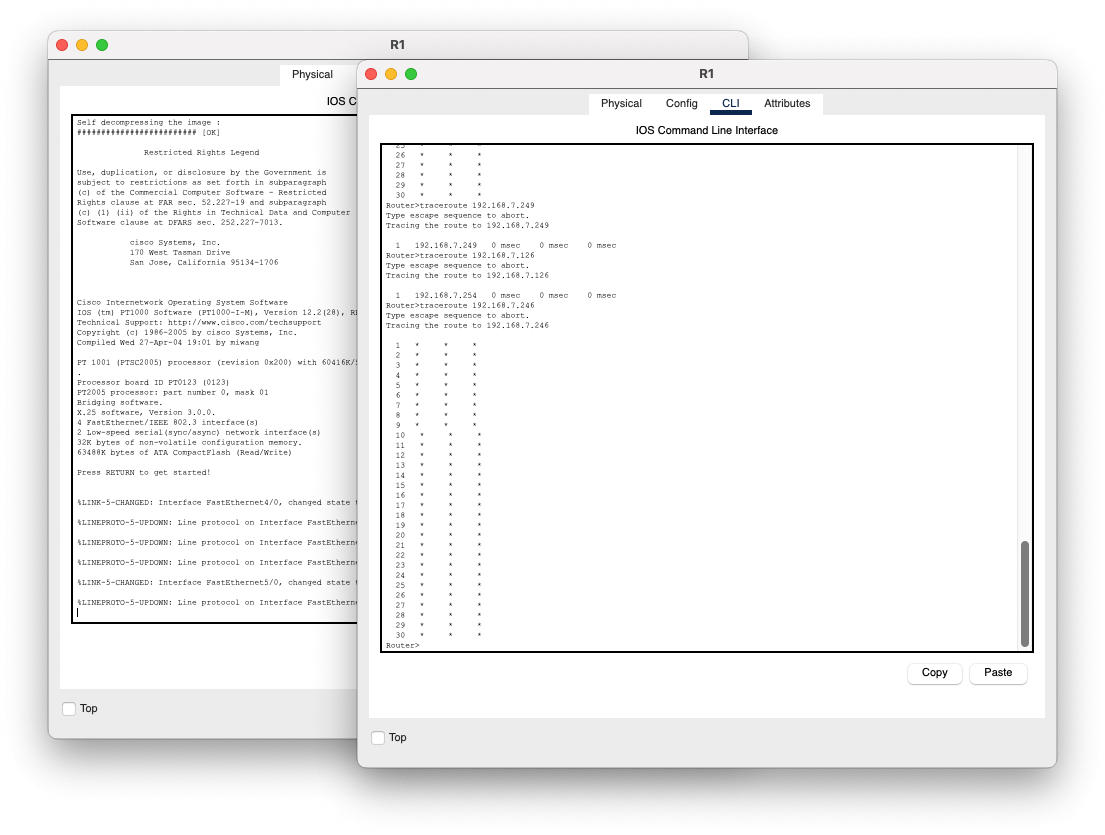 R1
Physical
IOS C
Self decompressing the image :
######################### [OK]
Restricted Rights Legend
Use, duplication, or disclosure by the Government is
subject to restrictions as set forth in subparagraph
(c) of the Commercial Computer Software - Restricted
Rights clause at FAR sec. 52.227-19 and subparagraph
(c) (1) (ii) of the Rights in Technical Data and Computer
Software clause at DFARS sec. 252.227-7013.
cisco Systems, Inc.
170 West Tasman Drive
San Jose, California 95134-1706
Cisco Internetwork Operating System Software
IOS (tm) PT1000 Software (PT1000-I-M), Version 12.2(28),
Technical Support: http://www.cisco.com/techsupport
Copyright (c) 1986-2005 by cisco Systems, Inc.
Compiled Wed 27-Apr-04 19:01 by miwang
PT 1001 (PTSC2005) processor (revision 0x200) with
.
Processor board ID PT0123 (0123)
PT2005 processor: part number 0, mask 01
Bridging software.
X.25 software, Version 3.0.0.
4 FastEthernet/IEEE 802.3 interface(s)
2 Low-speed serial(sync/async) network interface(s)
32K bytes of non-volatile configuration memory.
63488K bytes of ATA CompactFlash (Read/Write)
Press RETURN to get started!
%LINK-5-CHANGED: Interface FastEthernet4/0, changed state
%LINEPROTO-5-UPDOWN: Line protocol on Interface FastEtherne
%LINEPROTO-5-UPDOWN: Line protocol on Interface FastEtherne
%LINEPROTO-5-UPDOWN: Line protocol on Interface FastEtherne
%LINK-5-CHANGED: Interface FastEthernet5/0, changed state
%LINEPROTO-5-UPDOWN: Line protocol on Interface FastEtherne
Top
R1
Physical Config CLI Attributes
IOS Command Line Interface
25 * * *
26 * * *
27 * * *
28 * * *
29 * * *
30 * * *
Router>traceroute 192.168.7.249
Type escape sequence to abort.
Tracing the route to 192.168.7.249
1 192.168.7.249 0 msec 0 msec 0 msec
Router>traceroute 192.168.7.126
Type escape sequence to abort.
Tracing the route to 192.168.7.126
1 192.168.7.254 0 msec 0 msec 0 msec
Router>traceroute 192.168.7.246
Type escape sequence to abort.
Tracing the route to 192.168.7.246
1 * * *
2 * * *
3 * * *
4 * * *
5 * * *
6 * * *
7 * * *
8 * * *
9 * * *
10 * * *
11 * * *
12 * * *
13 * * *
14 * * *
15 * * *
16 * * *
17 * * *
18 * * *
19 * * *
20 * * *
21 * * *
22 * * *
23 * * *
24 * * *
25 * * *
26 * * *
27 * * *
28 * * *
29 * * *
30 * * *
Router>
Copy Paste
Top